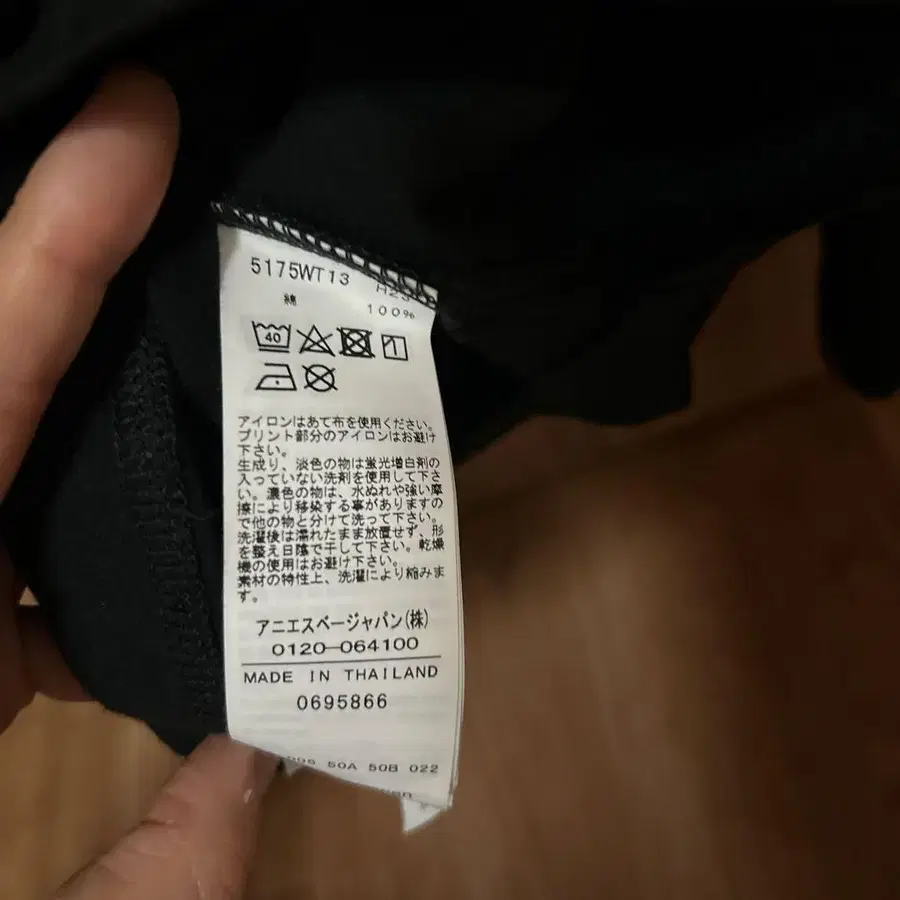 5175WT13 H23
綿 100%
40
アイロンはあて布を使用ください。
プリント部分のアイロンはお避け
下さい。
生成り、淡色の物は蛍光増白剤の
入っていない洗剤を使用して下さ
い。濃色の物は、水ぬれや強い摩
擦により移染する事がありますの
で他の物と分けて洗って下さい。
洗濯後は濡れたまま放置せず、形
を整え日陰で干して下さい。乾燥
機の使用はお避け下さい。
素材の特性上、洗濯により縮みま
す。
アニエスベージャパン(株)
0120-064100
MADE IN THAILAND
0695866
50A 50B 022